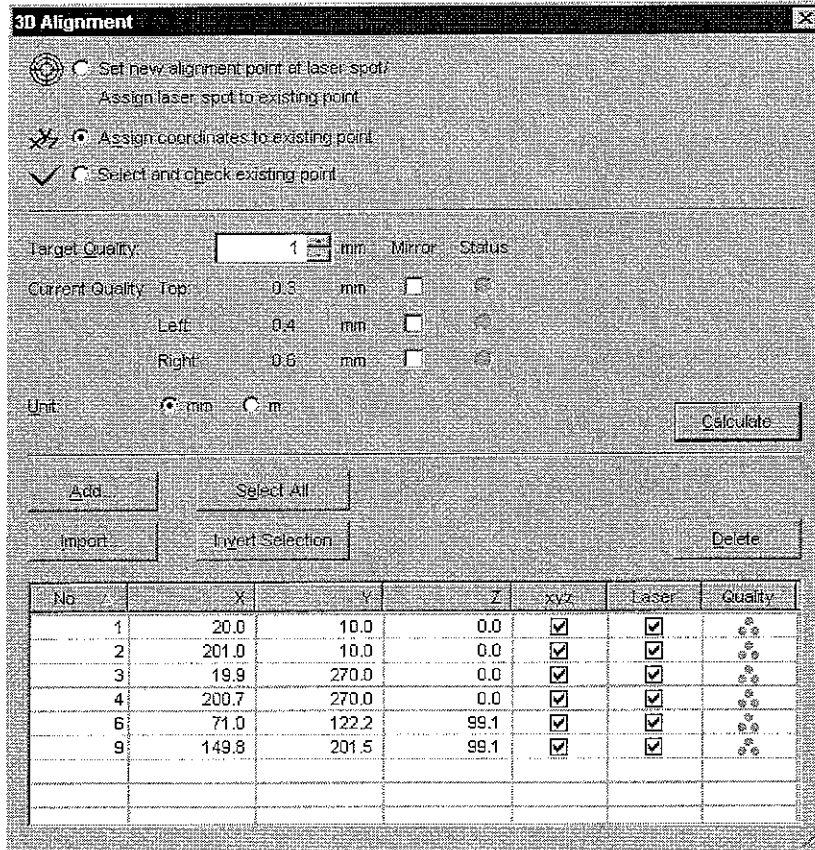 3D Alignment
Set new alignment point at laser spot/
Assign laser spot to existing point
xyz Assign coordinates to existing point
Select and check existing point
Target Quality: 1 mm Mirror Status
Current Quality Top: 0.3 mm
Left: 0.4 mm
Right: 0.6 mm
Unit: mm m
Calculate
Add... Select All
Import... Invert Selection Delete
No. X Y Z xyz Laser Quality
1 20.0 10.0 0.0
2 201.0 10.0 0.0
3 19.9 270.0 0.0
4 200.7 270.0 0.0
6 71.0 122.2 99.1
9 149.8 201.5 99.1